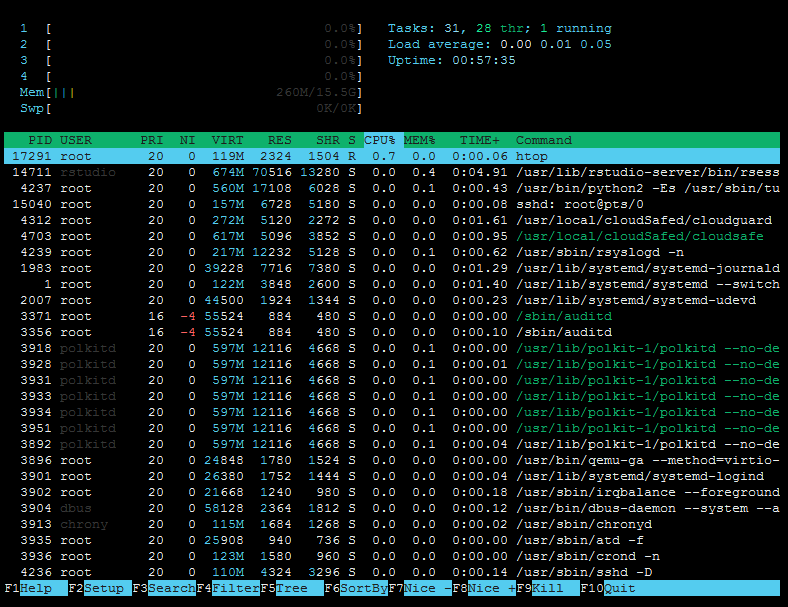 1 [ 0.0%] Tasks: 31, 28 thr; 1 running
2 [ 0.0%] Load average: 0.00 0.01 0.05
3 [ 0.0%] Uptime: 00:57:35
4 [ 0.0%]
Mem[||| 260M/15.5G]
Swp[ 0K/0K]
PID USER PRI NI VIRT RES SHR S CPU% MEM% TIME+ Command
17291 root 20 0 119M 2324 1504 R 0.7 0.0 0:00.06 htop
14711 rstudio 20 0 674M 70516 13280 S 0.0 0.4 0:04.91 /usr/lib/rstudio-server/bin/rsess
4237 root 20 0 560M 17108 6028 S 0.0 0.1 0:00.43 /usr/bin/python2 -Es /usr/sbin/tu
15040 root 20 0 157M 6728 5180 S 0.0 0.0 0:00.08 sshd: root@pts/0
4312 root 20 0 272M 5120 2272 S 0.0 0.0 0:01.61 /usr/local/cloudSafed/cloudguard
4703 root 20 0 617M 5096 3852 S 0.0 0.0 0:00.95 /usr/local/cloudSafed/cloudsafe
4239 root 20 0 217M 12232 5128 S 0.0 0.1 0:00.62 /usr/sbin/rsyslogd -n
1983 root 20 0 39228 7716 7380 S 0.0 0.0 0:01.29 /usr/lib/systemd/systemd-journald
1 root 20 0 122M 3848 2600 S 0.0 0.0 0:01.40 /usr/lib/systemd/systemd --switch
2007 root 20 0 44500 1924 1344 S 0.0 0.0 0:00.23 /usr/lib/systemd/systemd-udevd
3371 root 16 -4 55524 884 480 S 0.0 0.0 0:00.00 /sbin/auditd
3356 root 16 -4 55524 884 480 S 0.0 0.0 0:00.10 /sbin/auditd
3918 polkitd 20 0 597M 12116 4668 S 0.0 0.1 0:00.00 /usr/lib/polkit-1/polkitd --no-de
3928 polkitd 20 0 597M 12116 4668 S 0.0 0.1 0:00.01 /usr/lib/polkit-1/polkitd --no-de
3931 polkitd 20 0 597M 12116 4668 S 0.0 0.1 0:00.00 /usr/lib/polkit-1/polkitd --no-de
3933 polkitd 20 0 597M 12116 4668 S 0.0 0.1 0:00.00 /usr/lib/polkit-1/polkitd --no-de
3934 polkitd 20 0 597M 12116 4668 S 0.0 0.1 0:00.00 /usr/lib/polkit-1/polkitd --no-de
3951 polkitd 20 0 597M 12116 4668 S 0.0 0.1 0:00.00 /usr/lib/polkit-1/polkitd --no-de
3892 polkitd 20 0 597M 12116 4668 S 0.0 0.1 0:00.04 /usr/lib/polkit-1/polkitd --no-de
3896 root 20 0 24848 1780 1524 S 0.0 0.0 0:00.00 /usr/bin/qemu-ga --method=virtio-
3901 root 20 0 26380 1752 1444 S 0.0 0.0 0:00.04 /usr/lib/systemd/systemd-logind
3902 root 20 0 21668 1240 980 S 0.0 0.0 0:00.18 /usr/sbin/irqbalance --foreground
3904 dbus 20 0 58128 2364 1812 S 0.0 0.0 0:00.12 /usr/bin/dbus-daemon --system --a
3913 chrony 20 0 115M 1684 1268 S 0.0 0.0 0:00.02 /usr/sbin/chronyd
3935 root 20 0 25908 940 736 S 0.0 0.0 0:00.00 /usr/sbin/atd -f
3936 root 20 0 123M 1580 960 S 0.0 0.0 0:00.00 /usr/sbin/crond -n
4236 root 20 0 110M 4324 3296 S 0.0 0.0 0:00.14 /usr/sbin/sshd -D
F1Help F2Setup F3SearchF4FilterF5Tree F6SortByF7Nice -F8Nice +F9Kill F10Quit